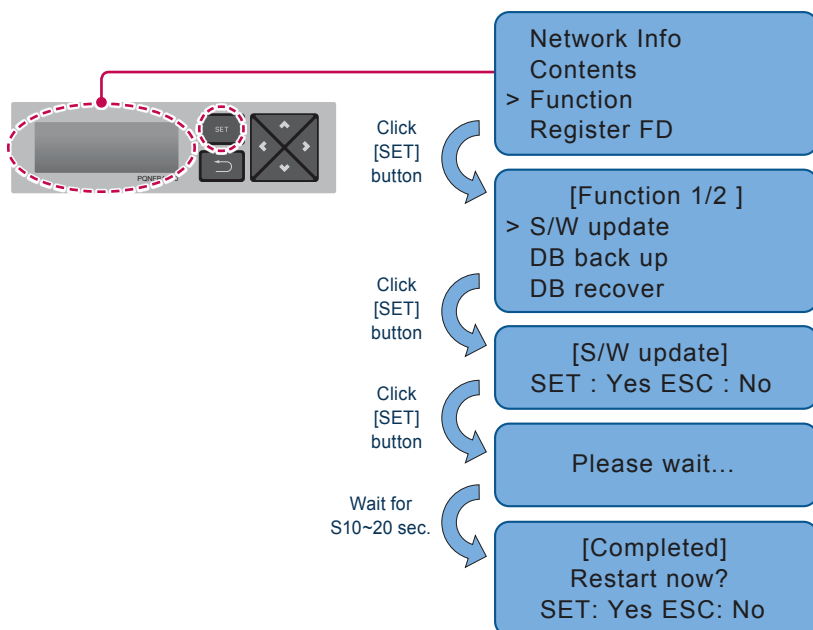 Network Info
Contents
> Function
Register FD
SET
Click
[SET]
button
[Function 1/2 ]
> S/W update
DB back up
DB recover
Click
[SET]
button
[S/W update]
SET : Yes ESC : No
Click
[SET]
button
Please wait...
Wait for
S10~20 sec.
[Completed]
Restart now?
SET: Yes ESC: No